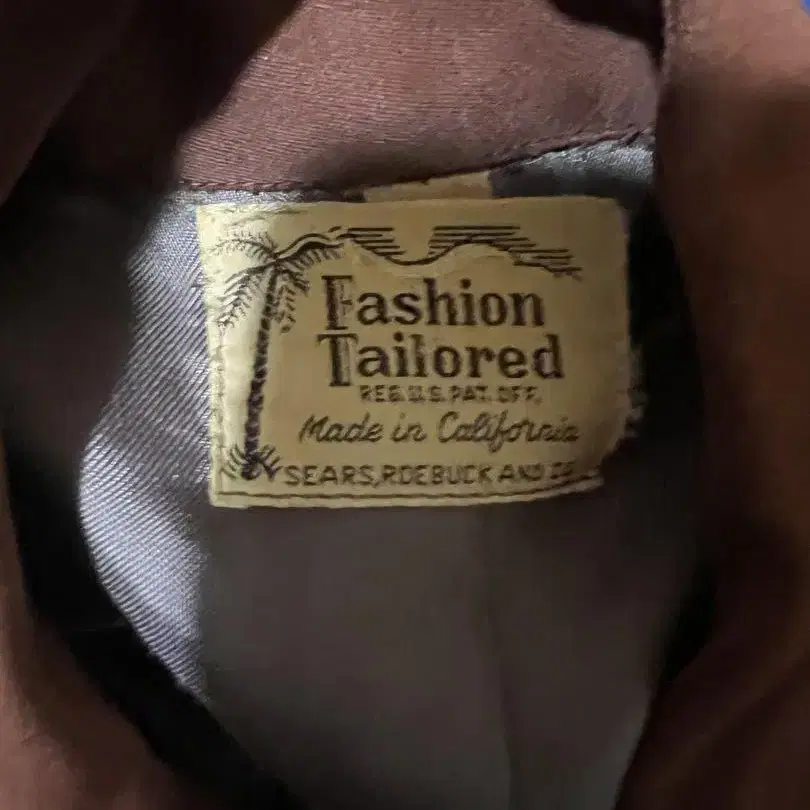 Fashion
Tailored
REG. U.S. PAT. OFF.
Made in California
SEARS, ROEBUCK AND CO.